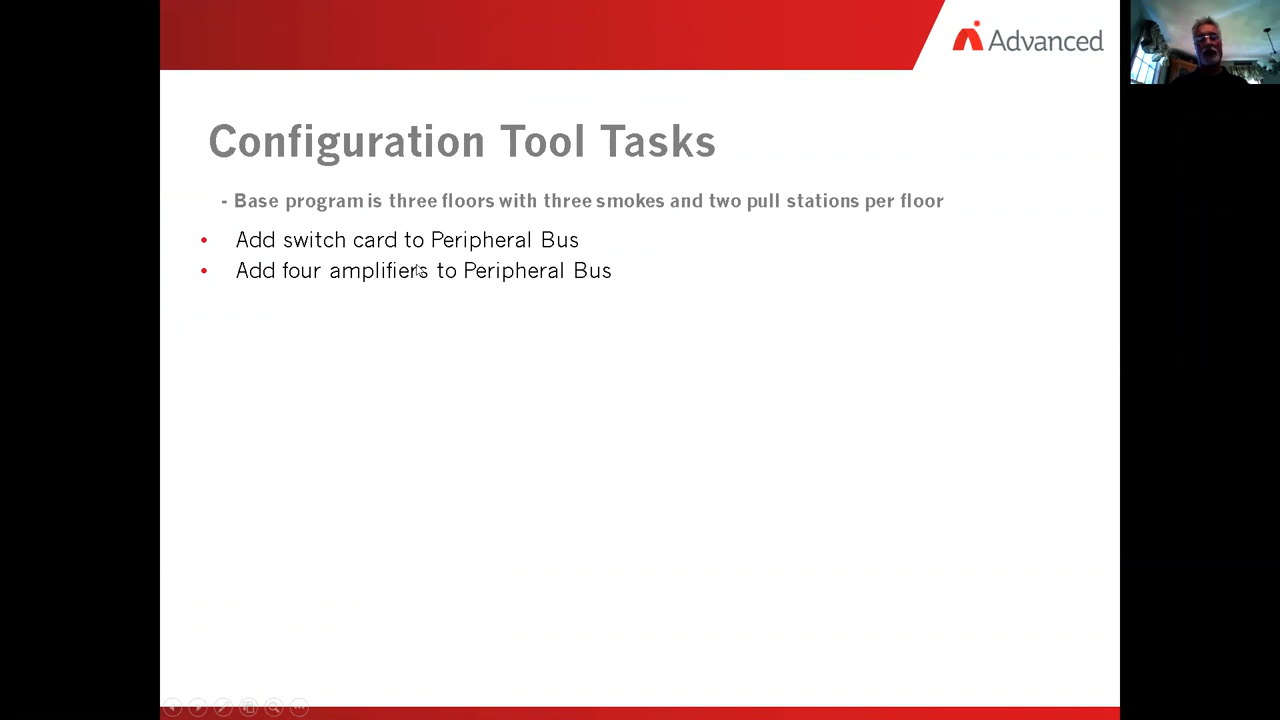 Advanced
Configuration Tool Tasks
- Base program is three floors with three smokes and two pull stations per floor
• Add switch card to Peripheral Bus
• Add four amplifiers to Peripheral Bus